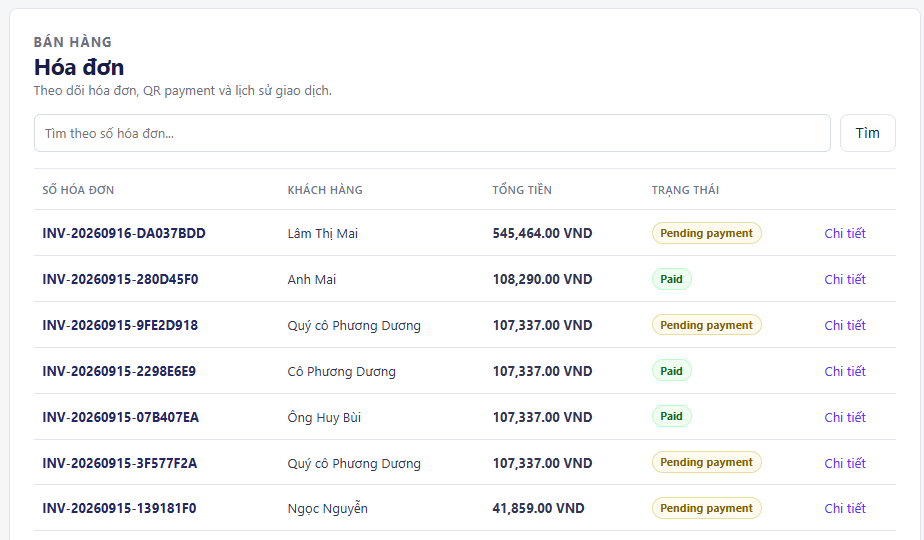 BÁN HÀNG
Hóa đơn
Theo dõi hóa đơn, QR payment và lịch sử giao dịch.
Tìm theo số hóa đơn... Tìm
SỐ HÓA ĐƠN KHÁCH HÀNG TỔNG TIỀN TRẠNG THÁI
INV-20260916-DA037BDD Lâm Thị Mai 545,464.00 VND Pending payment Chi tiết
INV-20260915-280D45F0 Anh Mai 108,290.00 VND Paid Chi tiết
INV-20260915-9FE2D918 Quý cô Phương Dương 107,337.00 VND Pending payment Chi tiết
INV-20260915-2298E6E9 Cô Phương Dương 107,337.00 VND Paid Chi tiết
INV-20260915-07B407EA Ông Huy Bùi 107,337.00 VND Paid Chi tiết
INV-20260915-3F577F2A Quý cô Phương Dương 107,337.00 VND Pending payment Chi tiết
INV-20260915-139181F0 Ngọc Nguyễn 41,859.00 VND Pending payment Chi tiết